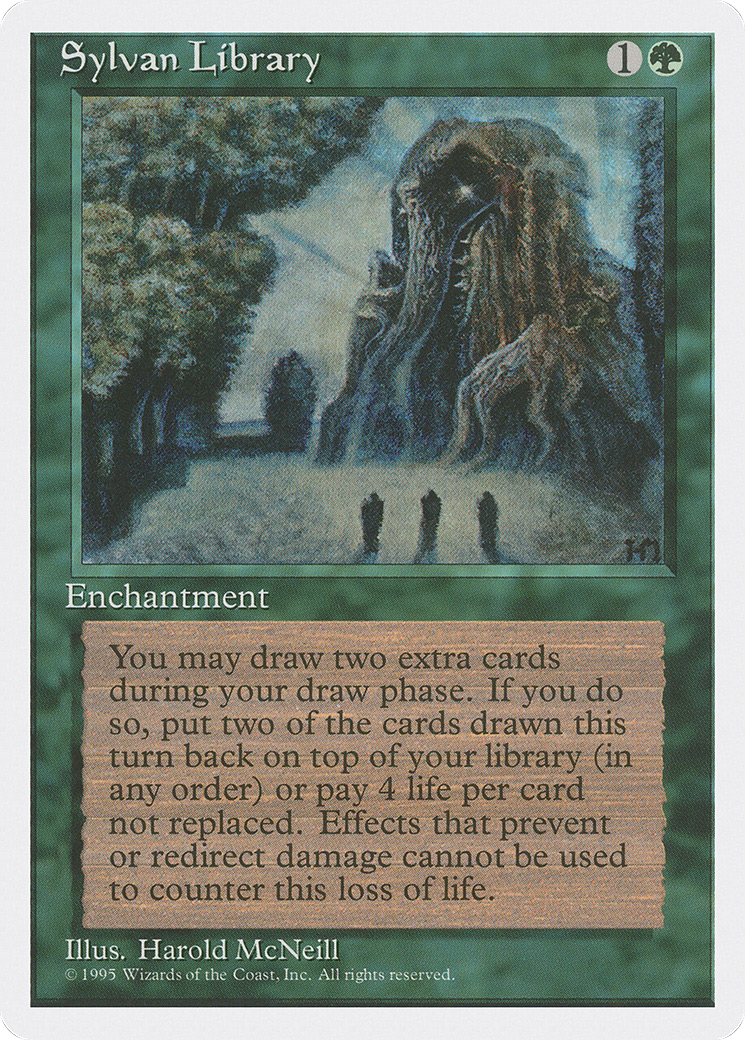 Sylvan Library 1
HM
Enchantment
You may draw two extra cards
during your draw phase. If you do
so, put two of the cards drawn this
turn back on top of your library (in
any order) or pay 4 life per card
not replaced. Effects that prevent
or redirect damage cannot be used
to counter this loss of life.
Illus. Harold McNeill
© 1995 Wizards of the Coast, Inc. All rights reserved.